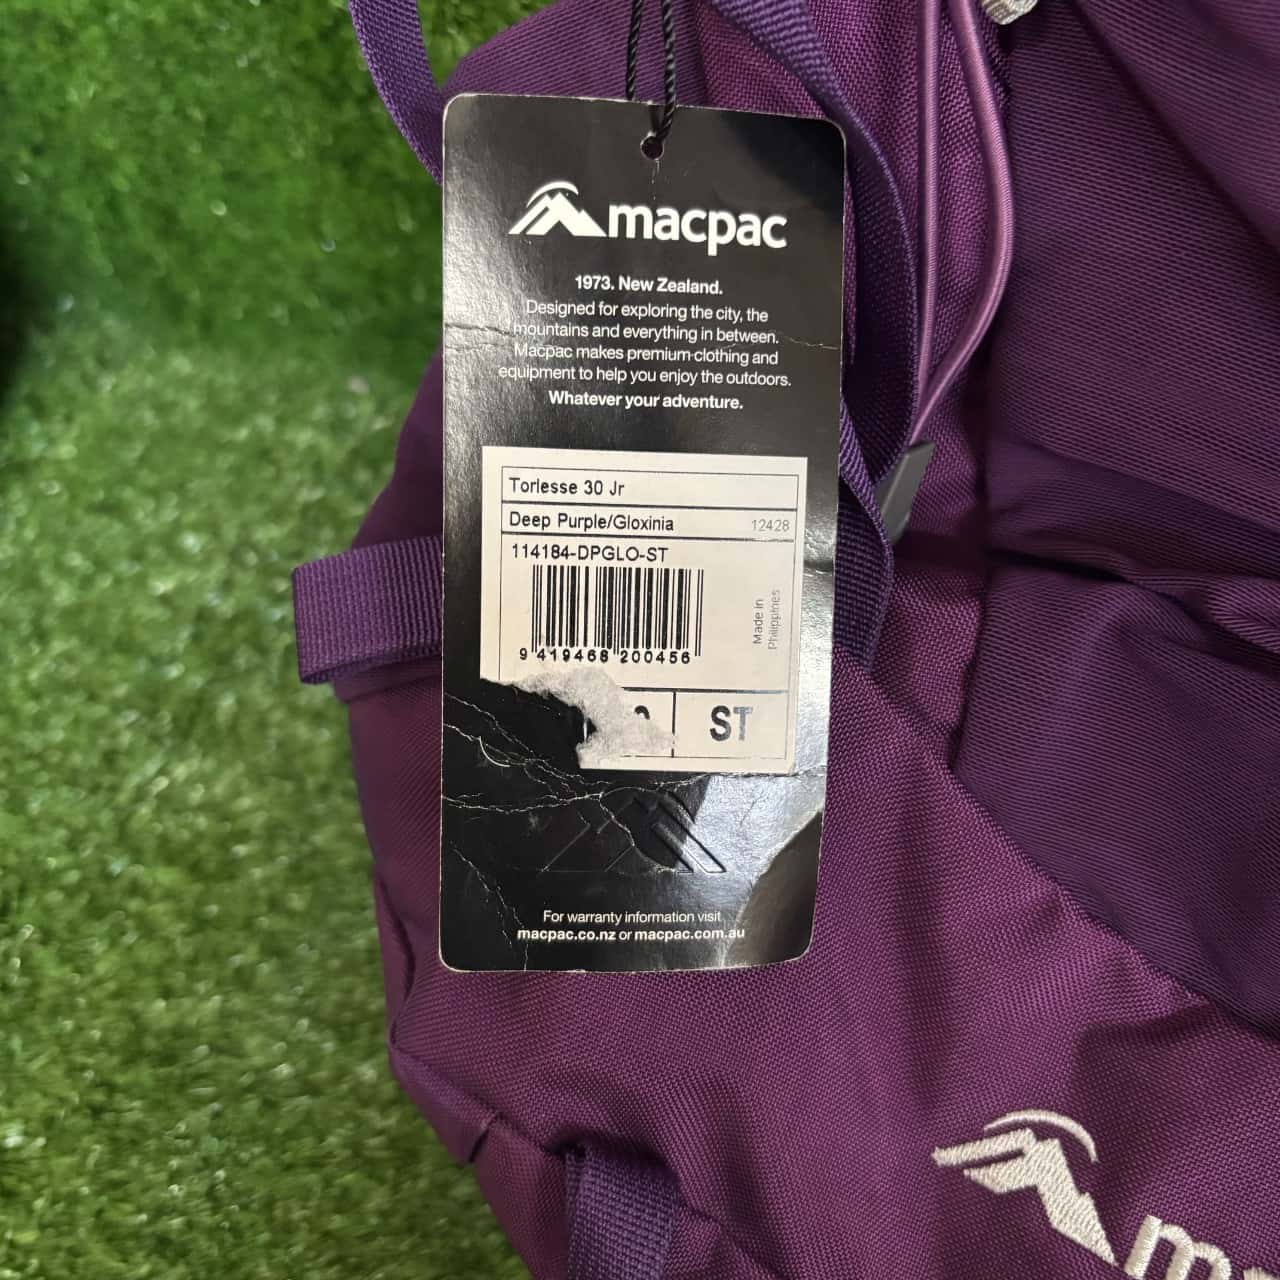 macpac
1973. New Zealand.
Designed for exploring the city, the
mountains and everything in between.
Macpac makes premium clothing and
equipment to help you enjoy the outdoors.
Whatever your adventure.
Torlesse 30 Jr
Deep Purple/Gloxinia 12428
114184-DPGLO-ST
Made in
Philippines
9 419468 200456
ST
For warranty information visit
macpac.co.nz or macpac.com.au